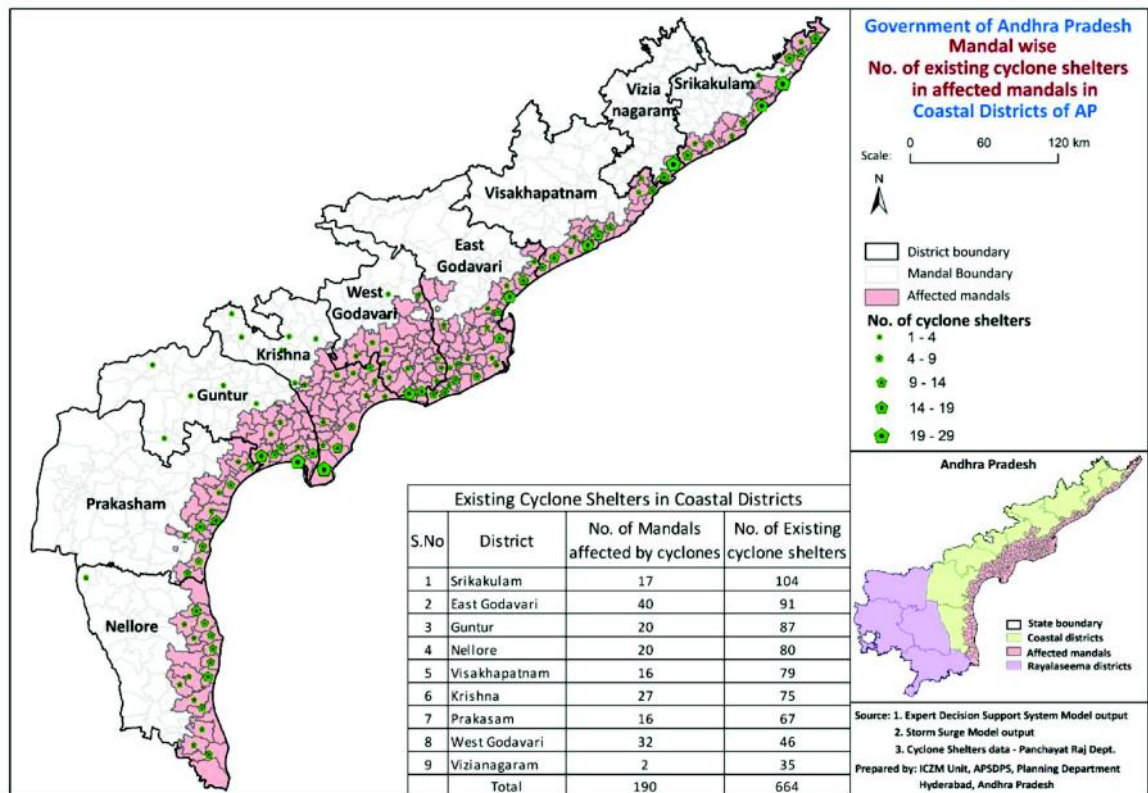 Government of Andhra Pradesh
Mandal wise
No. of existing cyclone shelters
in affected mandals in
Coastal Districts of AP
0 60 120 km
Scale:
N
District boundary
Mandal Boundary
Affected mandals
No. of cyclone shelters
1 - 4
4 - 9
9 - 14
14 - 19
19 - 29
Vizia
nagaram
Srikakulam
Visakhapatnam
East
Godavari
West
Godavari
Krishna
Guntur
Prakasham
Nellore
Existing Cyclone Shelters in Coastal Districts
S.No District No. of Mandals affected by cyclones No. of Existing cyclone shelters
1 Srikakulam 17 104
2 East Godavari 40 91
3 Guntur 20 87
4 Nellore 20 80
5 Visakhapatnam 16 79
6 Krishna 27 75
7 Prakasam 16 67
8 West Godavari 32 46
9 Vizianagaram 2 35
Total 190 664
Andhra Pradesh
State boundary
Coastal districts
Affected mandals
Rayalaseema districts
Source: 1. Expert Decision Support System Model output
2. Storm Surge Model output
3. Cyclone Shelters data - Panchayat Raj Dept.
Prepared by: ICZM Unit, APSDPS, Planning Department
Hyderabad, Andhra Pradesh